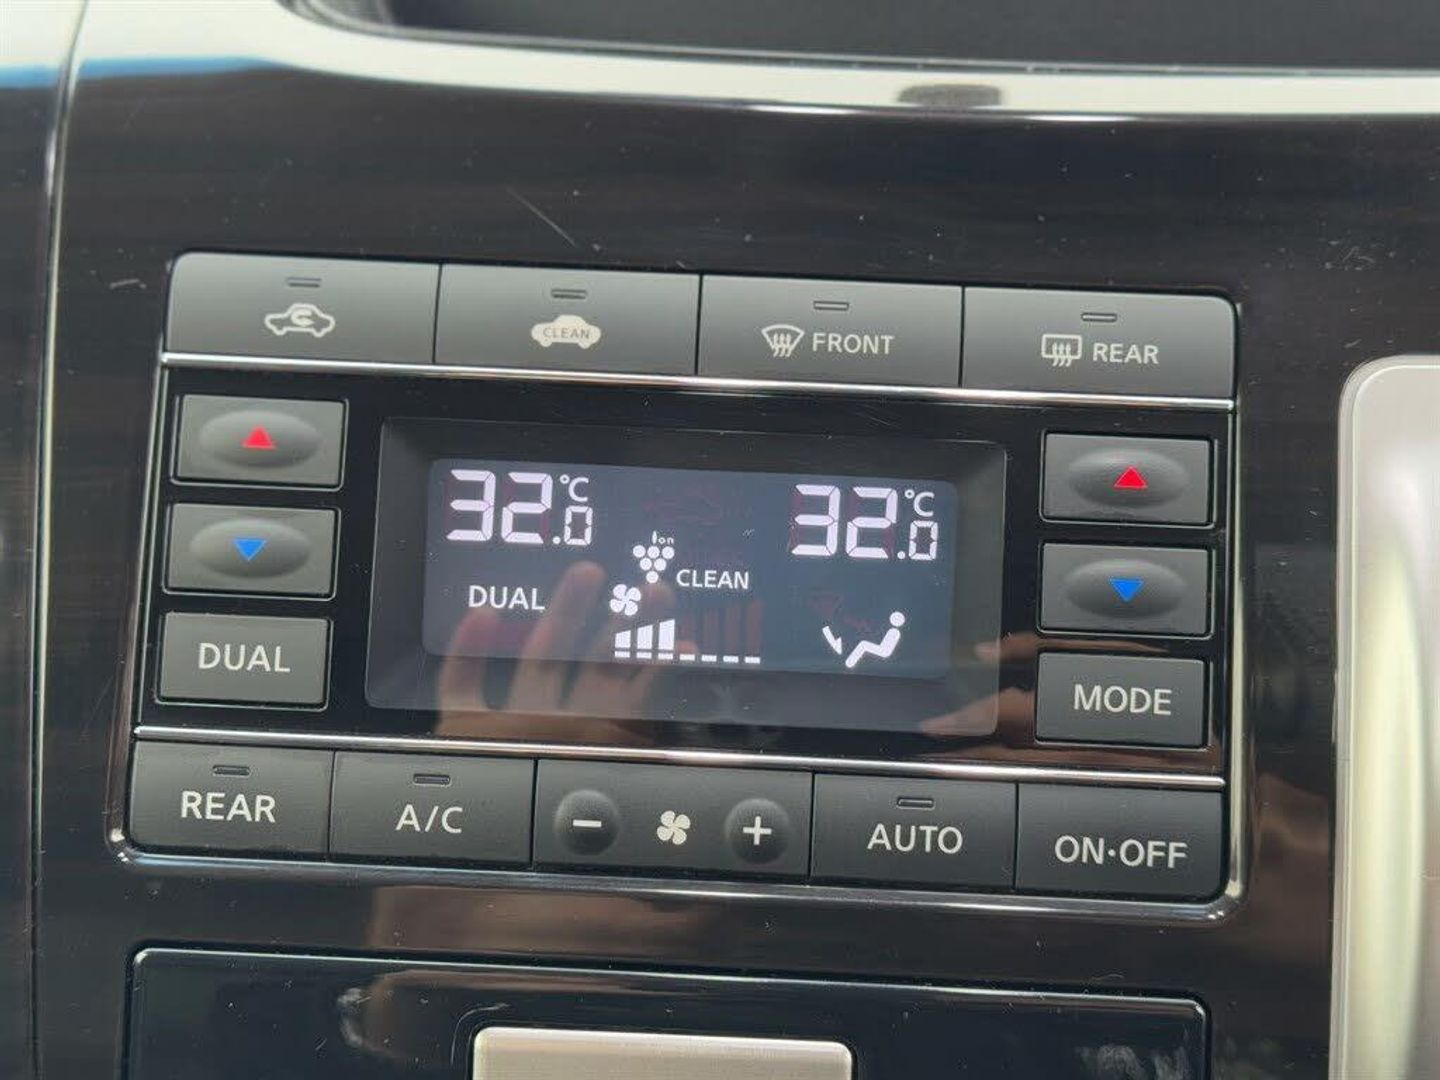 CLEAN
FRONT
REAR
32.0 °C
32.0 °C
Ion
CLEAN
DUAL
DUAL
MODE
REAR
A/C
− +
AUTO
ON•OFF